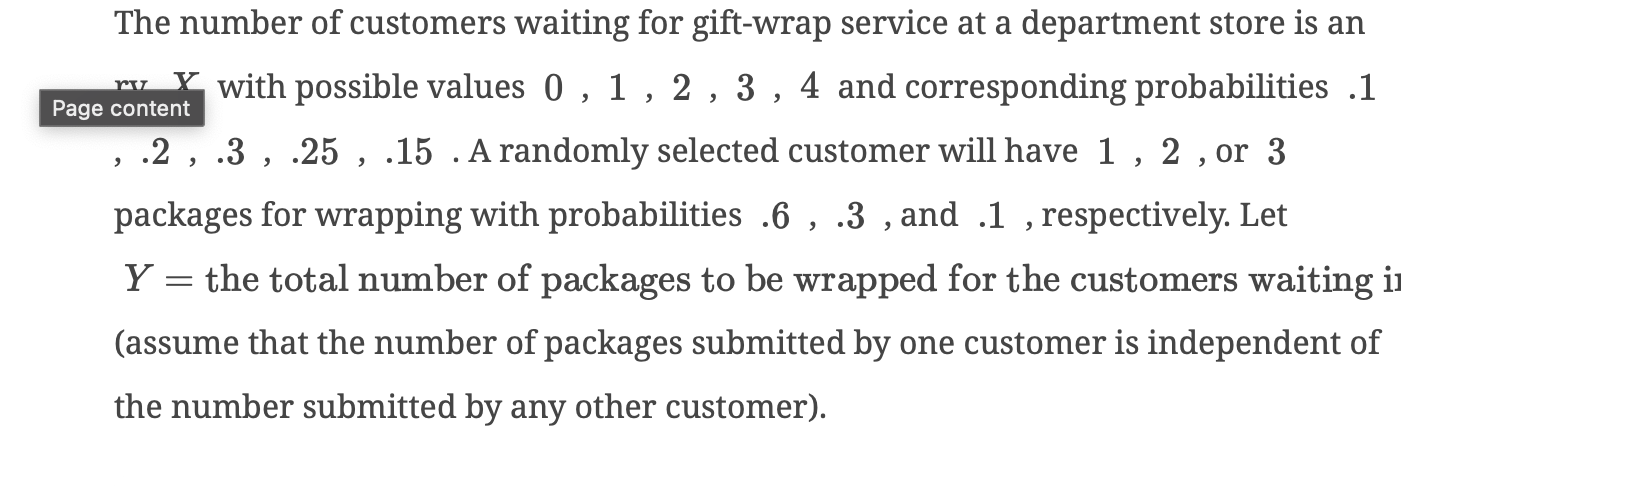 The number of customers waiting for gift-wrap service at a department store is an
rv X with possible values 0 , 1 , 2 , 3 , 4 and corresponding probabilities .1
Page content
, .2 , .3 , .25 , .15 . A randomly selected customer will have 1 , 2 , or 3
packages for wrapping with probabilities .6 , .3 , and .1 , respectively. Let
Y = the total number of packages to be wrapped for the customers waiting
(assume that the number of packages submitted by one customer is independent of
the number submitted by any other customer).